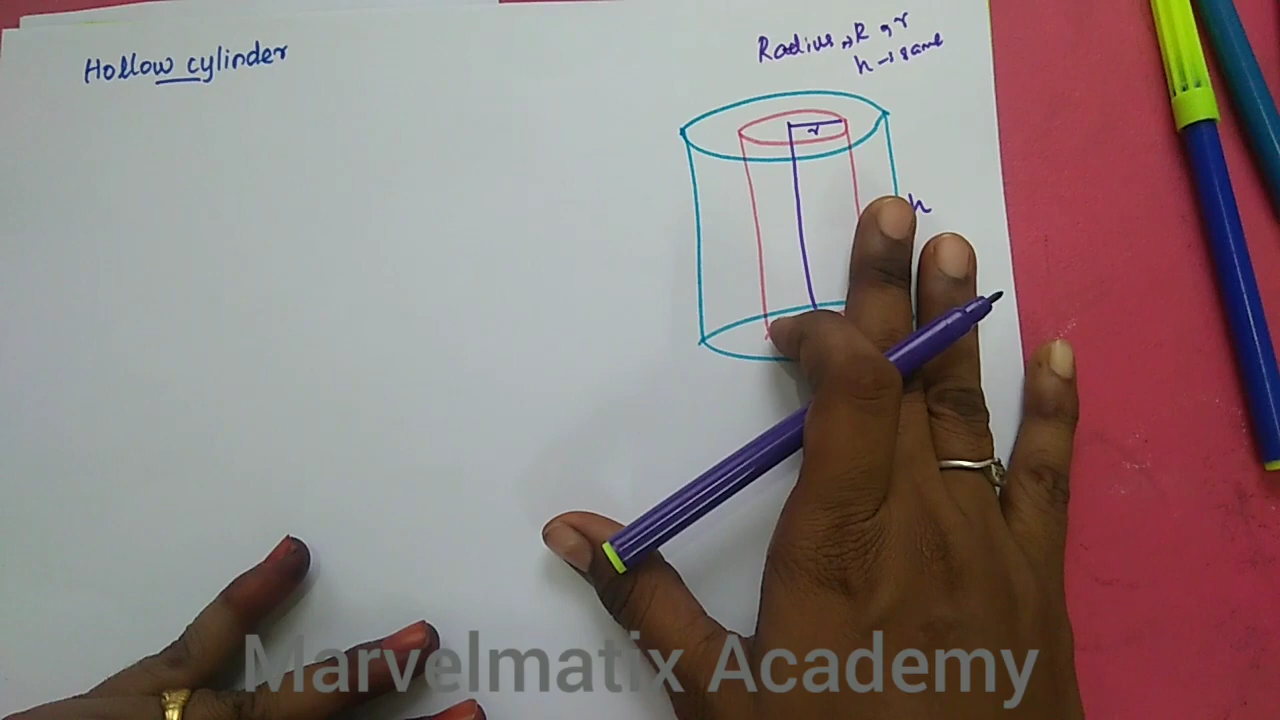 Hollow cylinder
Radius → R, r
h → same
r
h
Marvelmatix Academy